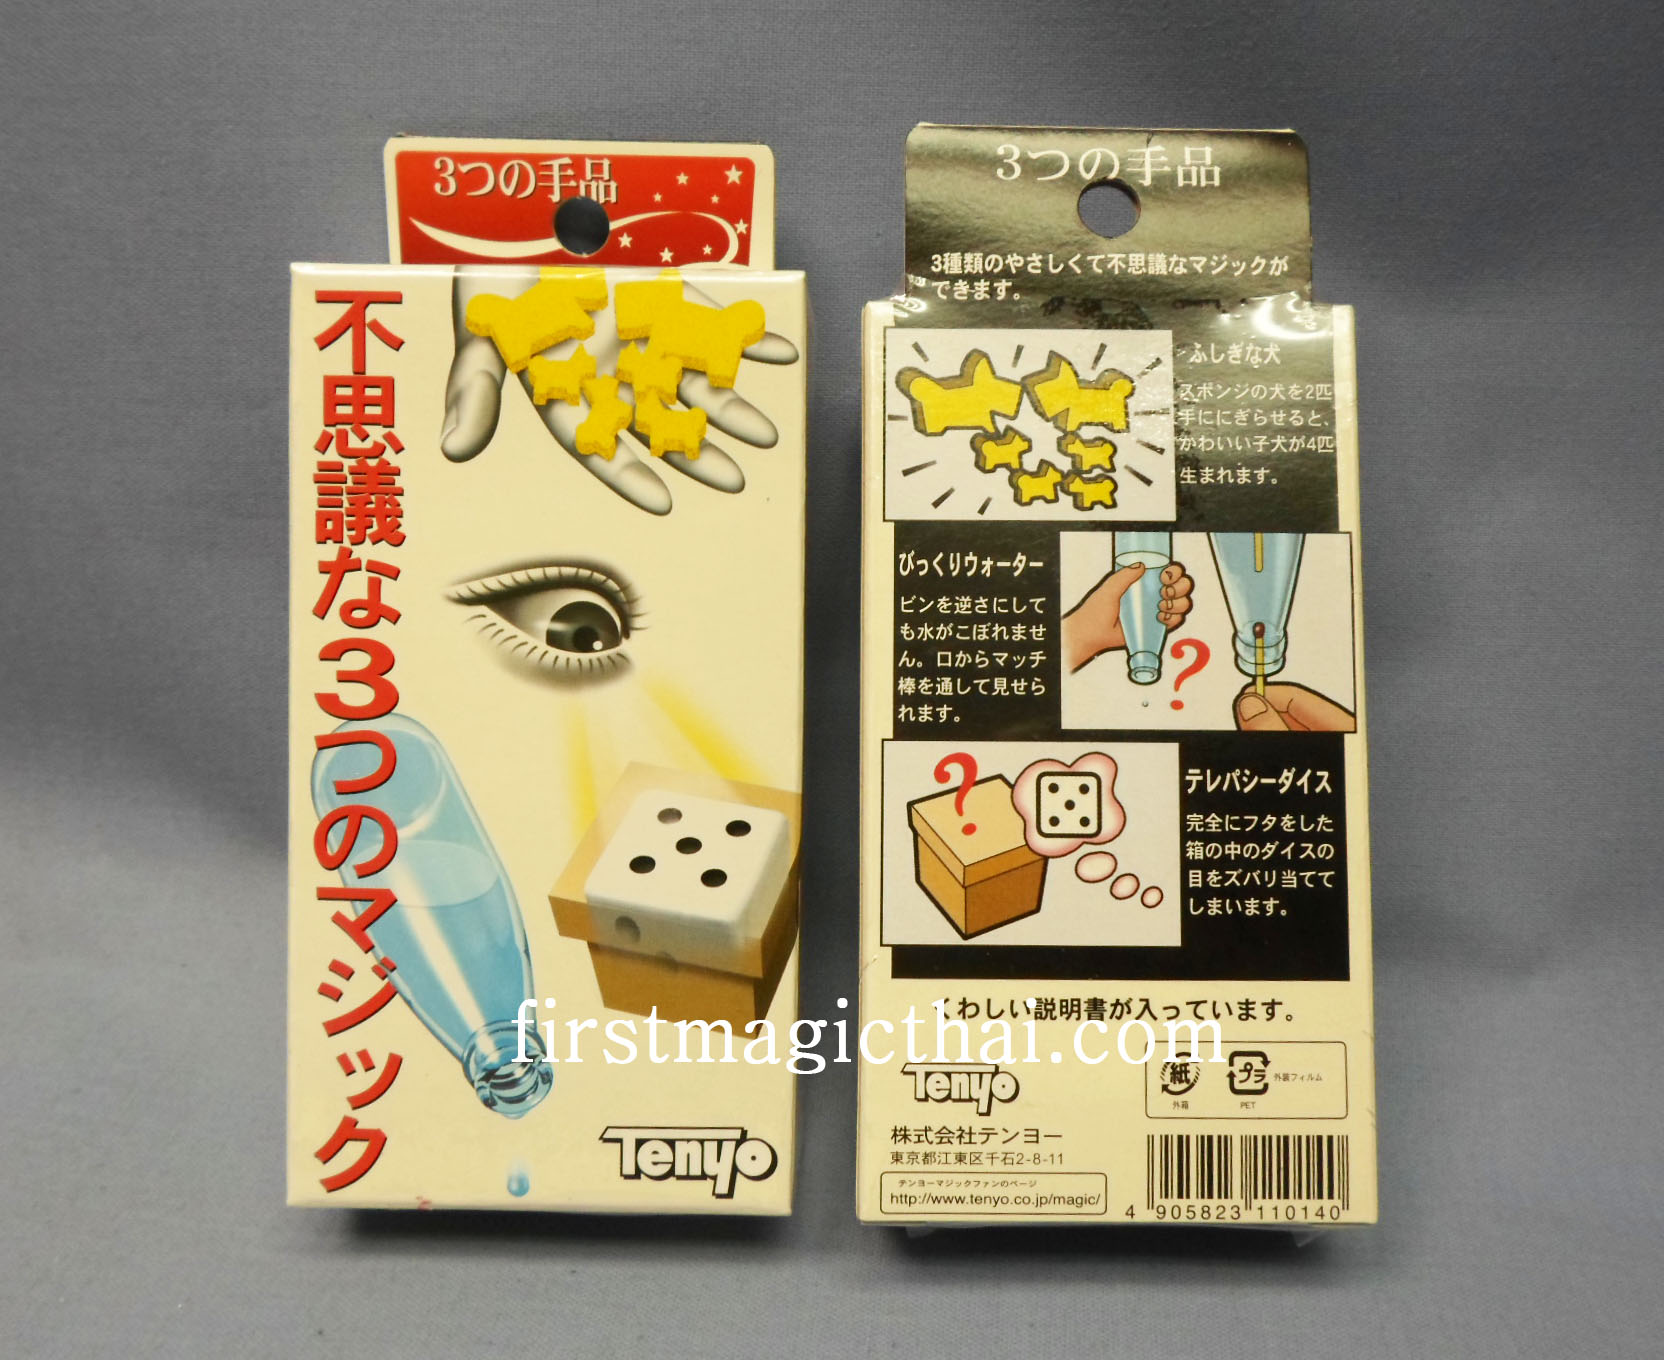 3つの手品
不思議な3つのマジック
Tenyo
3つの手品
3種類のやさしくて不思議なマジックが
できます。
ふしぎな犬
スポンジの犬を2匹
手ににぎらせると、
かわいい子犬が4匹
生まれます。
びっくりウォーター
ビンを逆さにして
も水がこぼれませ
ん。口からマッチ
棒を通して見せら
れます。
?
?
テレパシーダイス
完全にフタをした
箱の中のダイスの
目をズバリ当てて
しまいます。
くわしい説明書が入っています。
firstmagicthai.com
Tenyo
紙
外箱
プラ
PET
外装フィルム
株式会社テンヨー
東京都江東区千石2-8-11
テンヨーマジックファンのページ
http://www.tenyo.co.jp/magic/
4 905823 110140